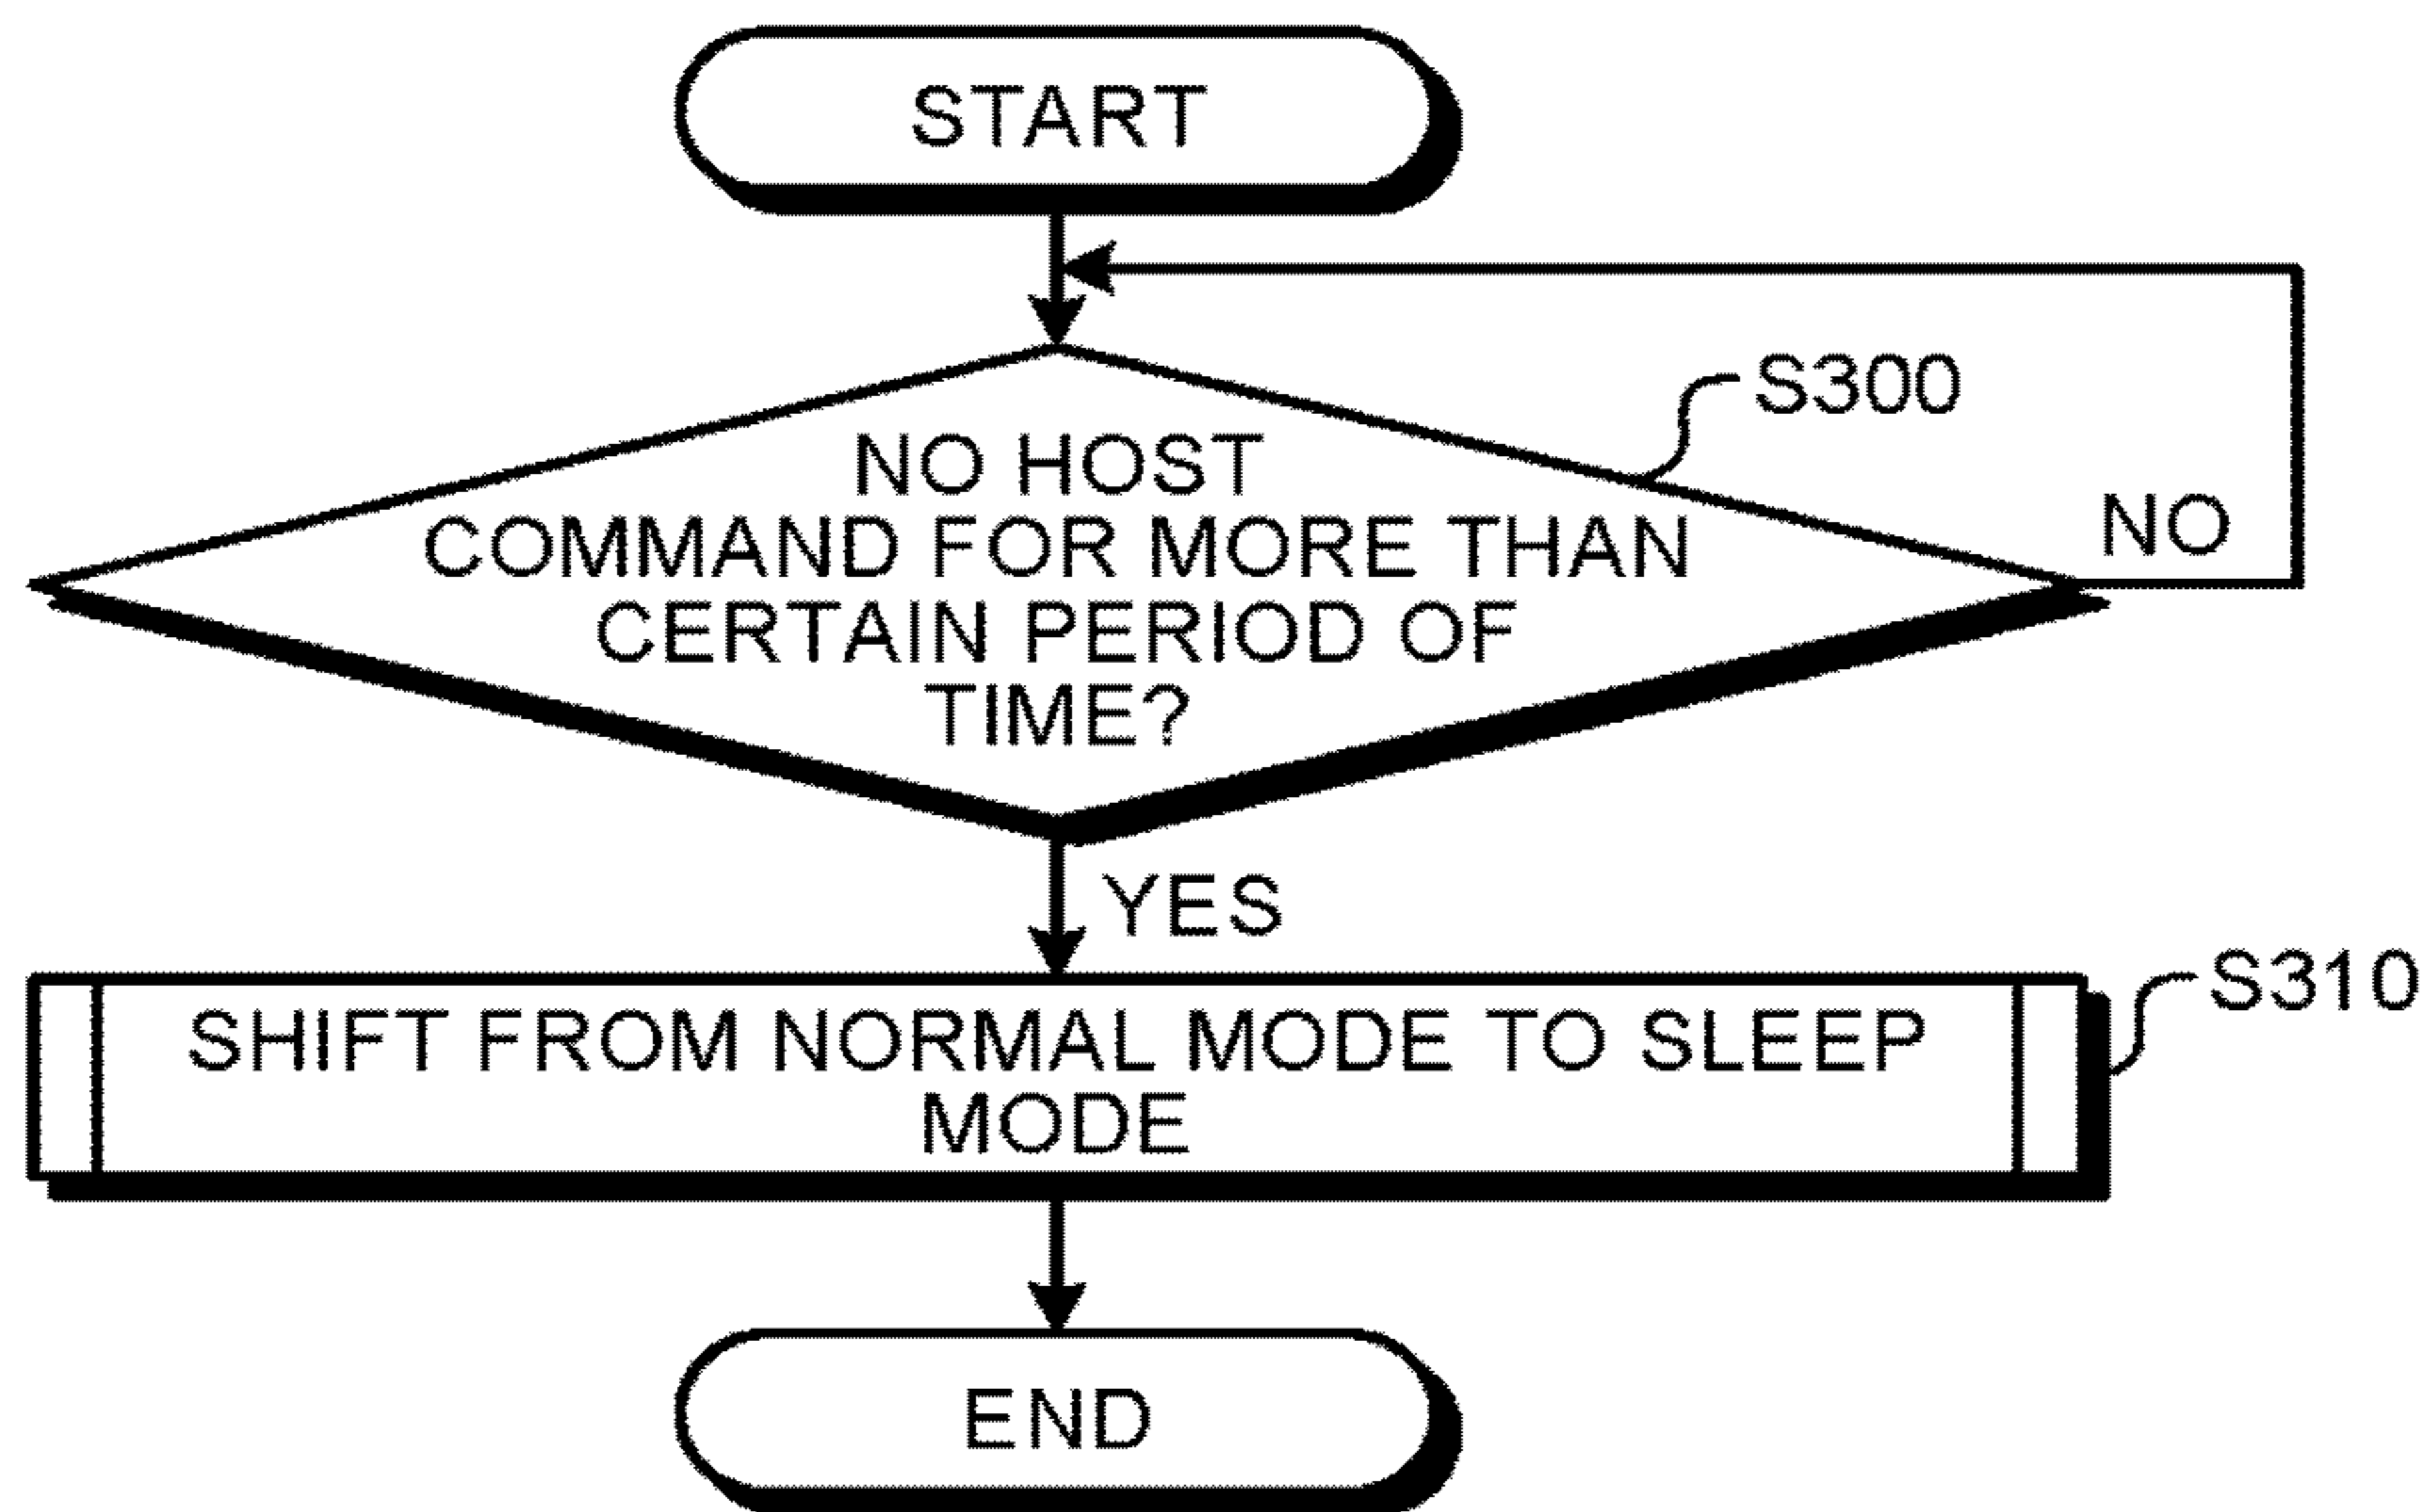 START
S300
NO HOST
COMMAND FOR MORE THAN
CERTAIN PERIOD OF
TIME?
NO
YES
S310
SHIFT FROM NORMAL MODE TO SLEEP
MODE
END